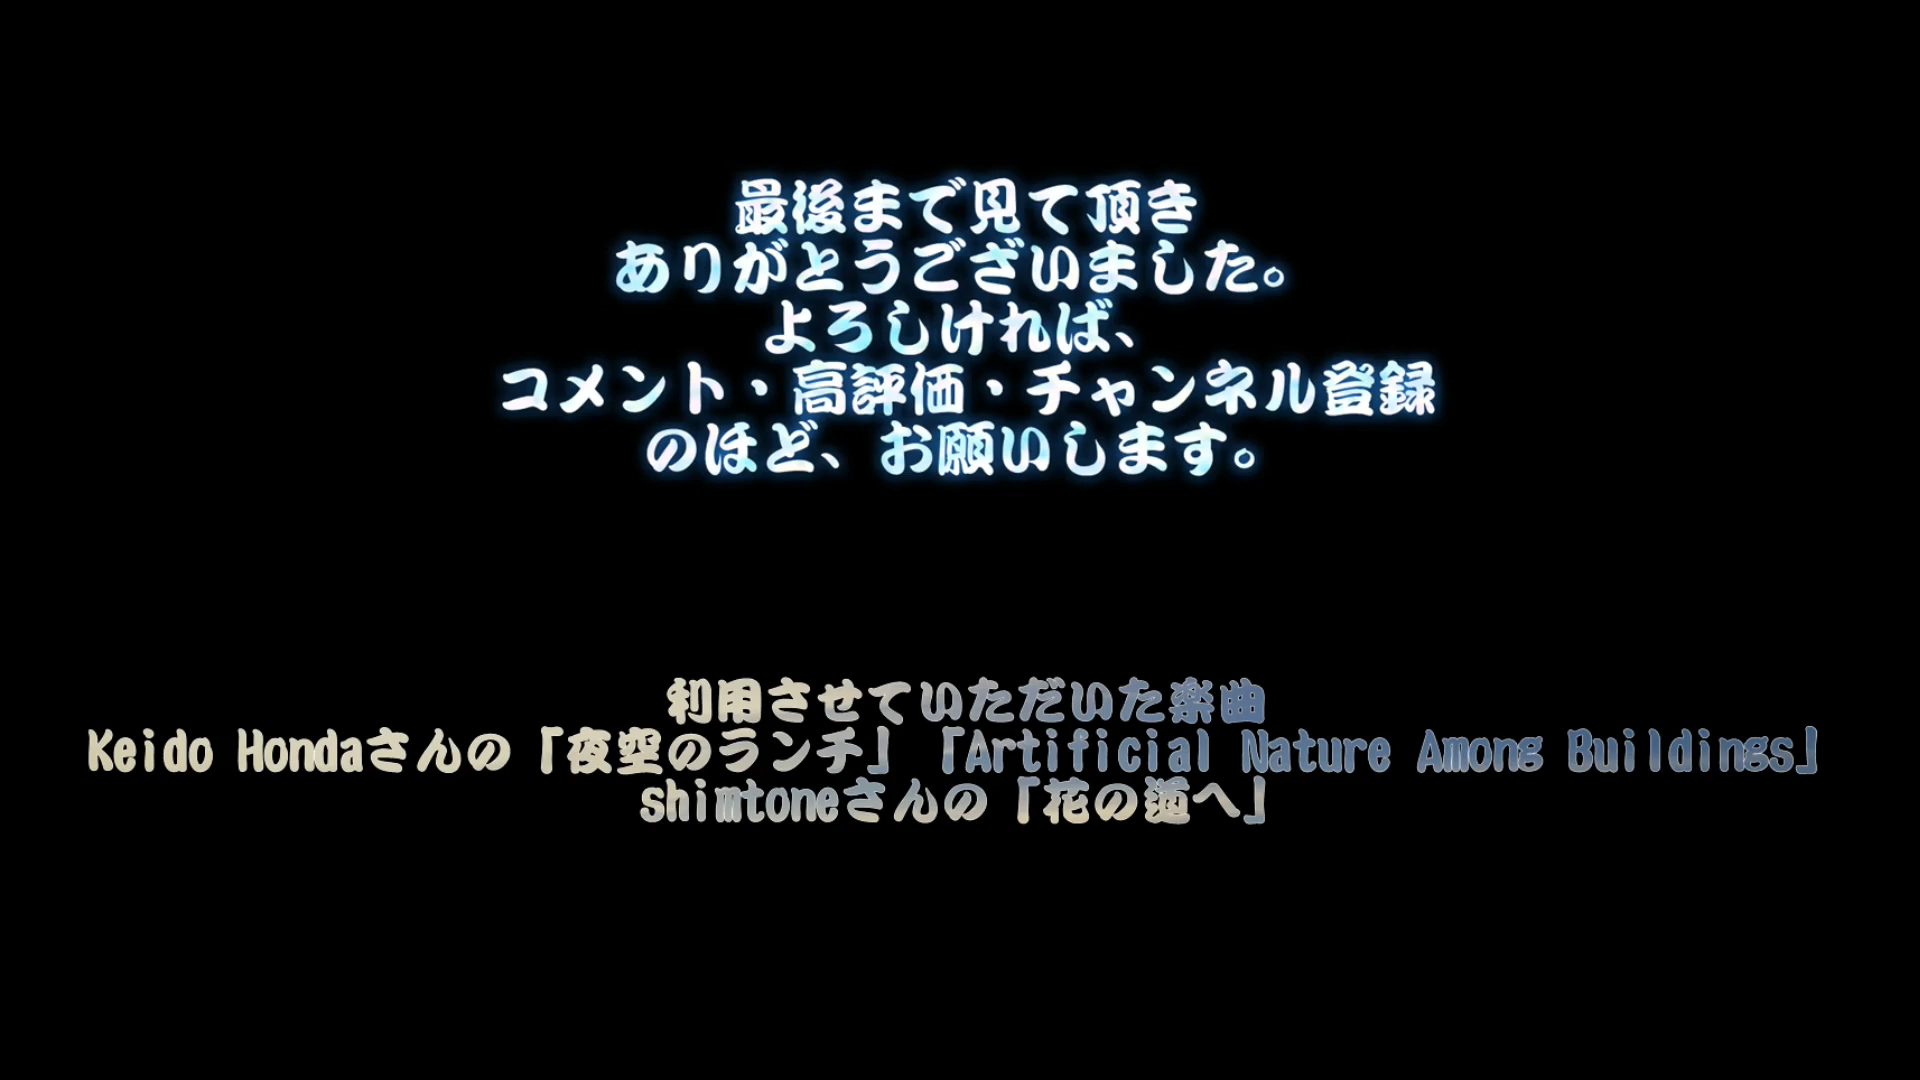 最後まで見て頂き
ありがとうございました。
よろしければ、
コメント・高評価・チャンネル登録
のほど、お願いします。
利用させていただいた楽曲
Keido Hondaさんの「夜空のランチ」「Artificial Nature Among Buildings」
shimtoneさんの「花の道へ」